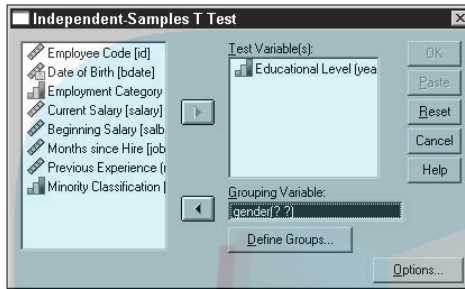 Independent-Samples T Test
Employee Code [id]
Date of Birth [bdate]
Employment Category
Current Salary [salary]
Beginning Salary [salb
Months since Hire [job
Previous Experience (
Minority Classification [
Test Variable(s):
Educational Level (yea
Grouping Variable:
gender(? ?)
Define Groups...
OK
Paste
Reset
Cancel
Help
Options...